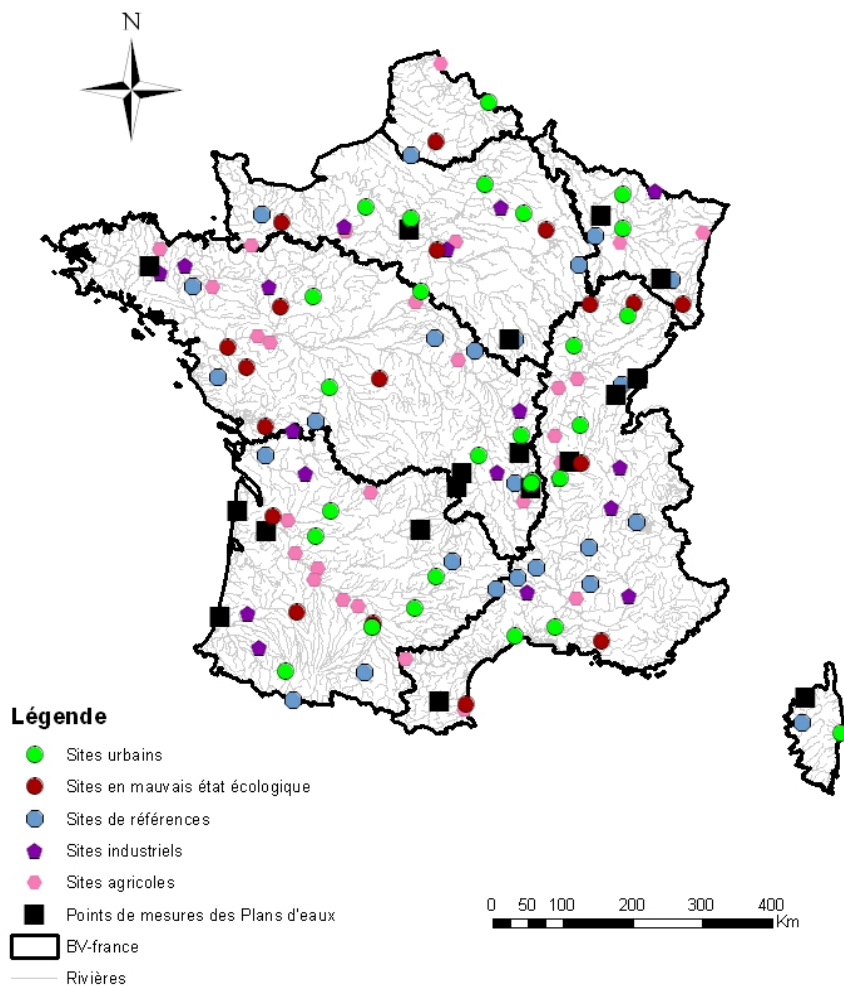 N
Légende
Sites urbains
Sites en mauvais état écologique
Sites de références
Sites industriels
Sites agricoles
Points de mesures des Plans d'eaux
BV-france
Rivières
0 50 100 200 300 400
Km